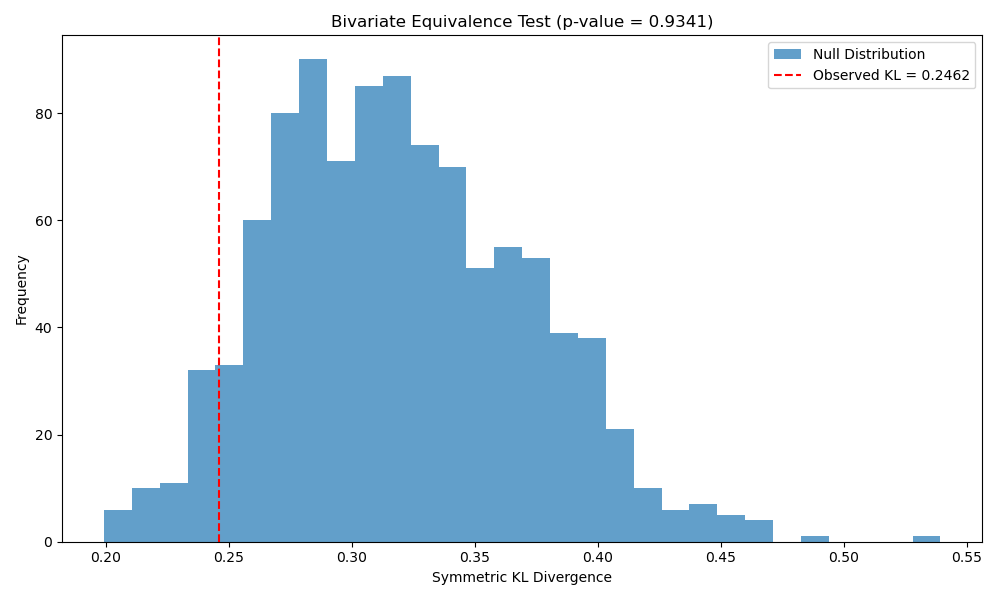 Bivariate Equivalence Test (p-value = 0.9341)
Null Distribution
Observed KL = 0.2462
Frequency
80
60
40
20
0
0.20 0.25 0.30 0.35 0.40 0.45 0.50 0.55
Symmetric KL Divergence